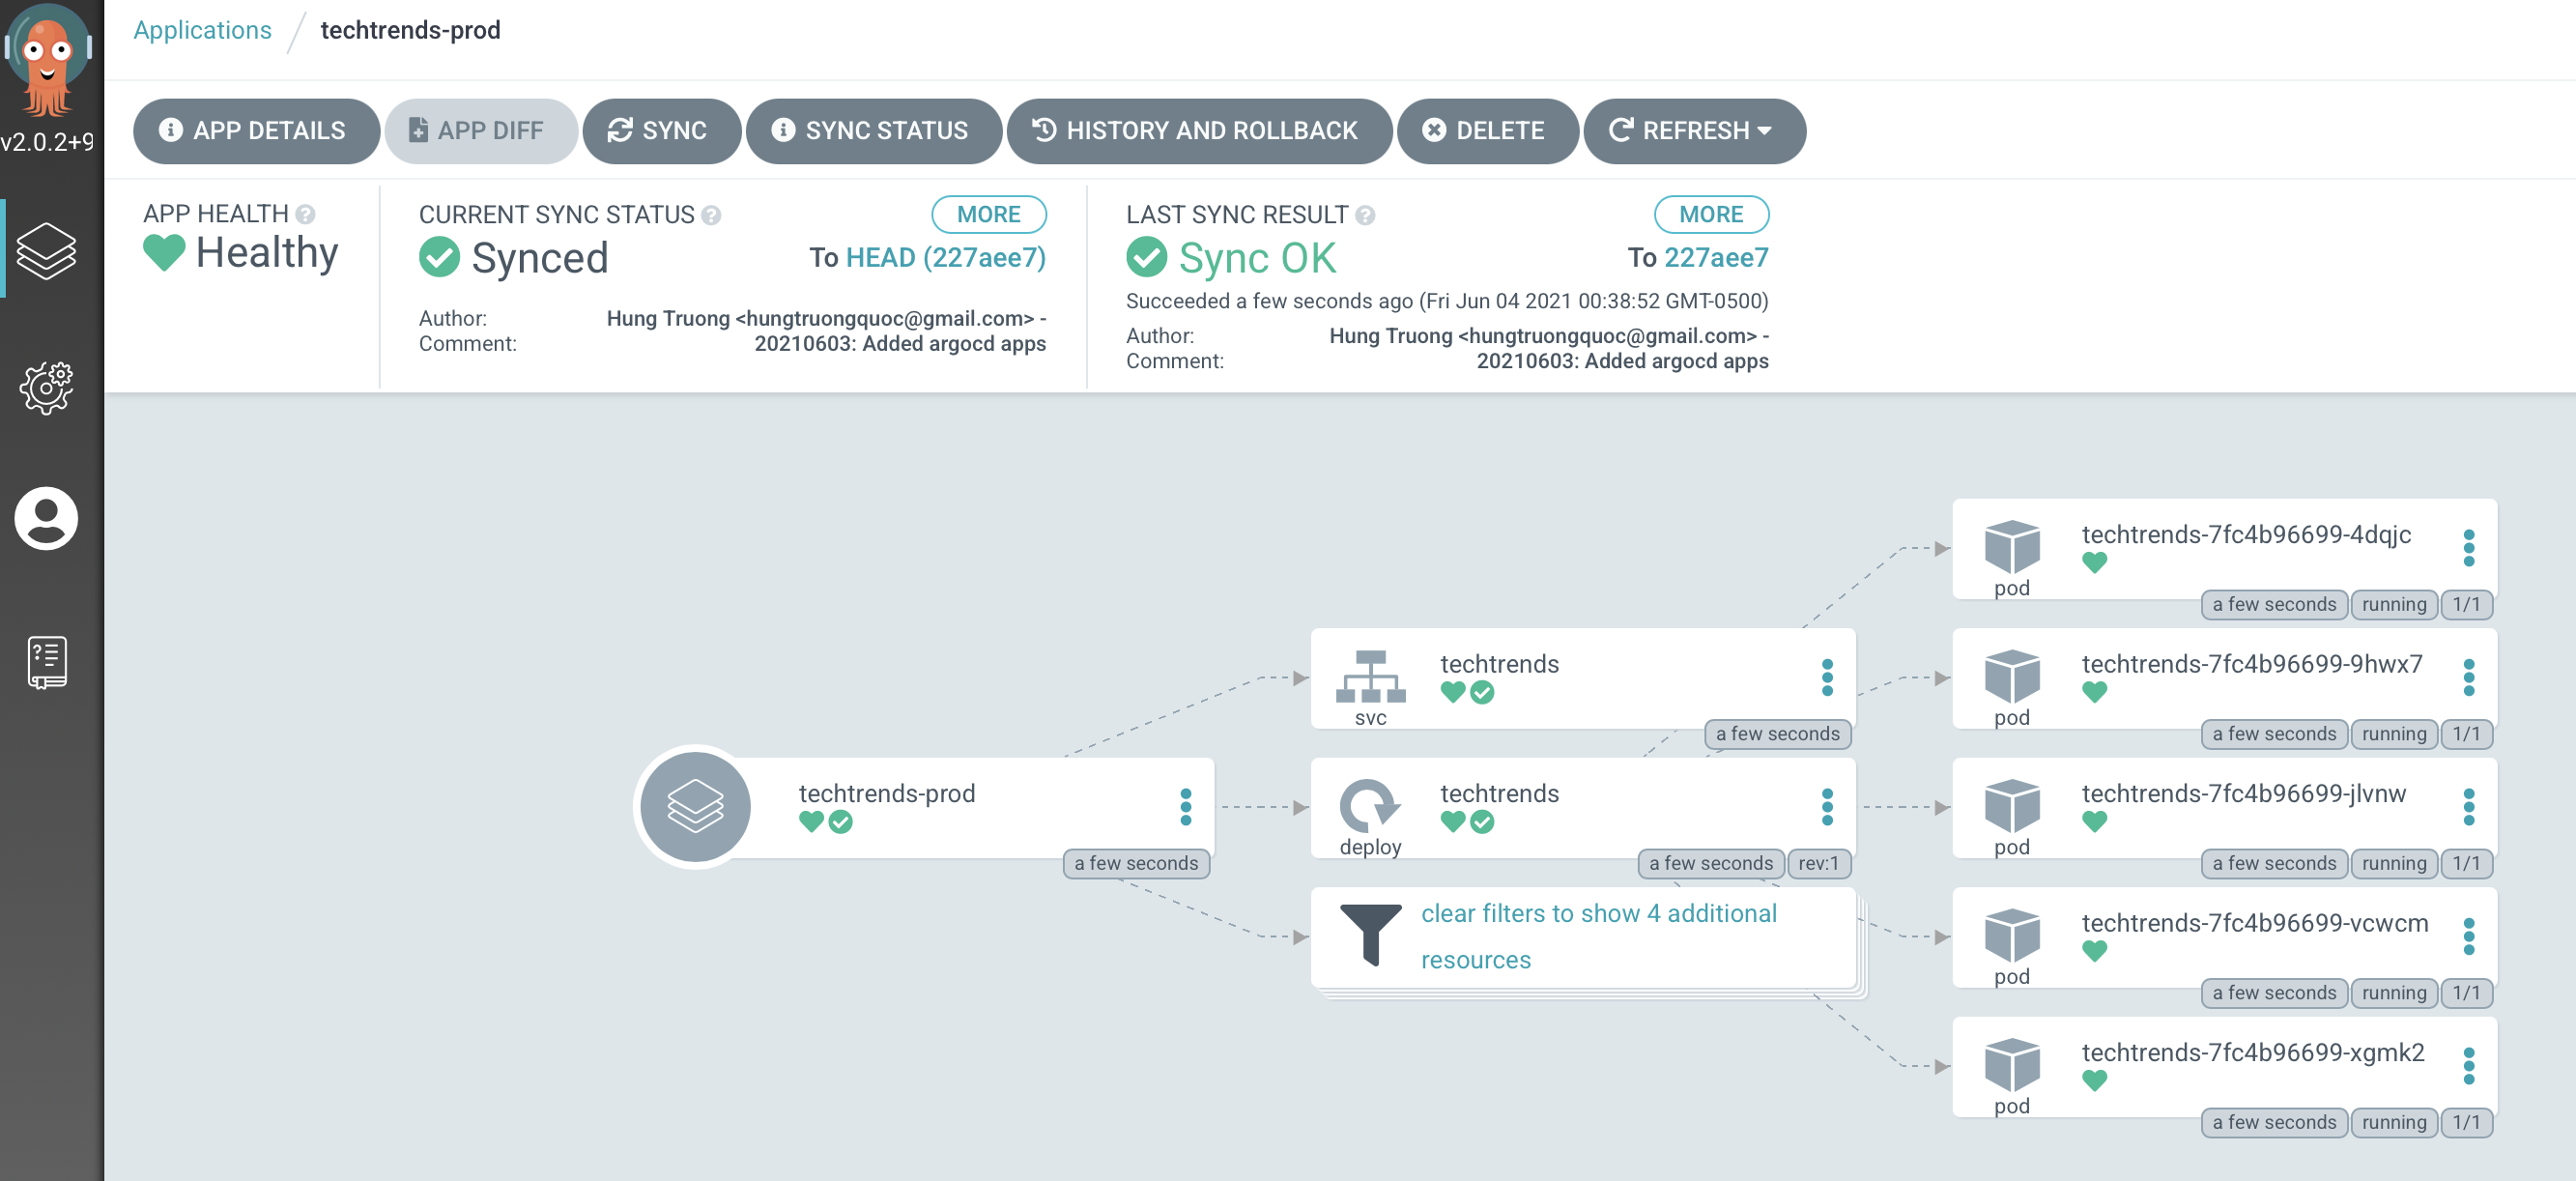 Applications / techtrends-prod
v2.0.2+9
APP DETAILS
APP DIFF
SYNC
SYNC STATUS
HISTORY AND ROLLBACK
DELETE
REFRESH
APP HEALTH
Healthy
CURRENT SYNC STATUS
MORE
Synced
To HEAD (227aee7)
Author: Hung Truong <hungtruongquoc@gmail.com> -
Comment: 20210603: Added argocd apps
LAST SYNC RESULT
MORE
Sync OK
To 227aee7
Succeeded a few seconds ago (Fri Jun 04 2021 00:38:52 GMT-0500)
Author: Hung Truong <hungtruongquoc@gmail.com> -
Comment: 20210603: Added argocd apps
techtrends-prod
a few seconds
techtrends
svc
a few seconds
techtrends
deploy
a few seconds rev:1
clear filters to show 4 additional
resources
techtrends-7fc4b96699-4dqjc
pod
a few seconds running 1/1
techtrends-7fc4b96699-9hwx7
pod
a few seconds running 1/1
techtrends-7fc4b96699-jlvnw
pod
a few seconds running 1/1
techtrends-7fc4b96699-vcwcm
pod
a few seconds running 1/1
techtrends-7fc4b96699-xgmk2
pod
a few seconds running 1/1